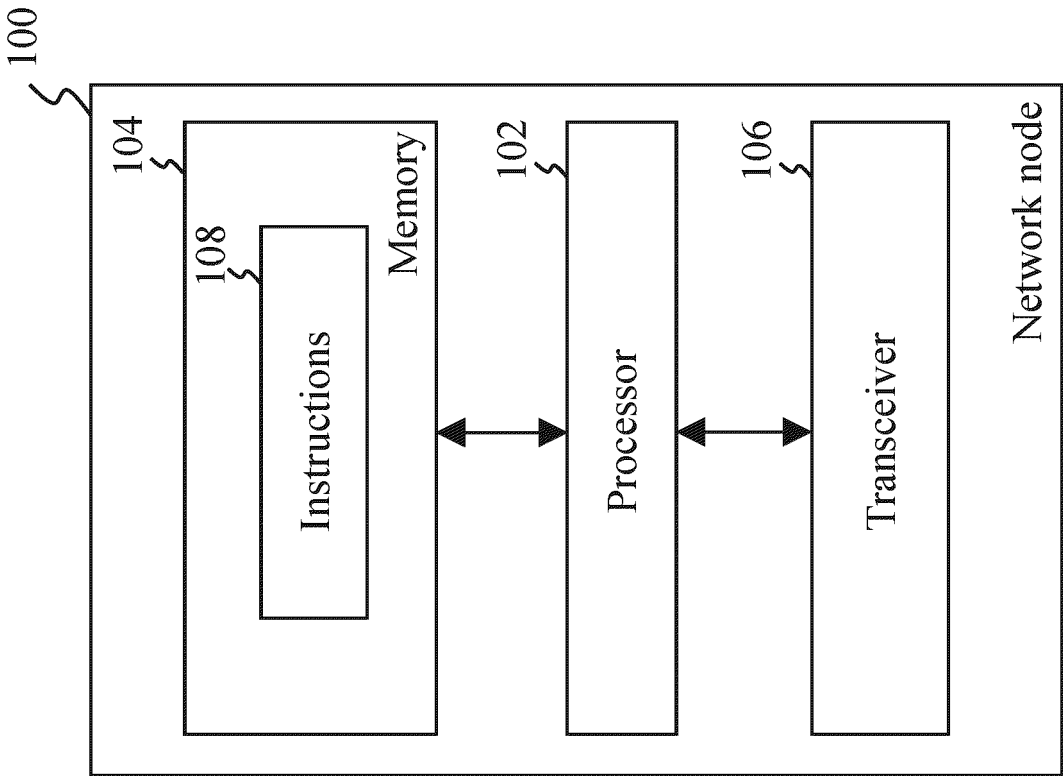 100
104
108
Instructions
Memory
102
Processor
106
Transceiver
Network node